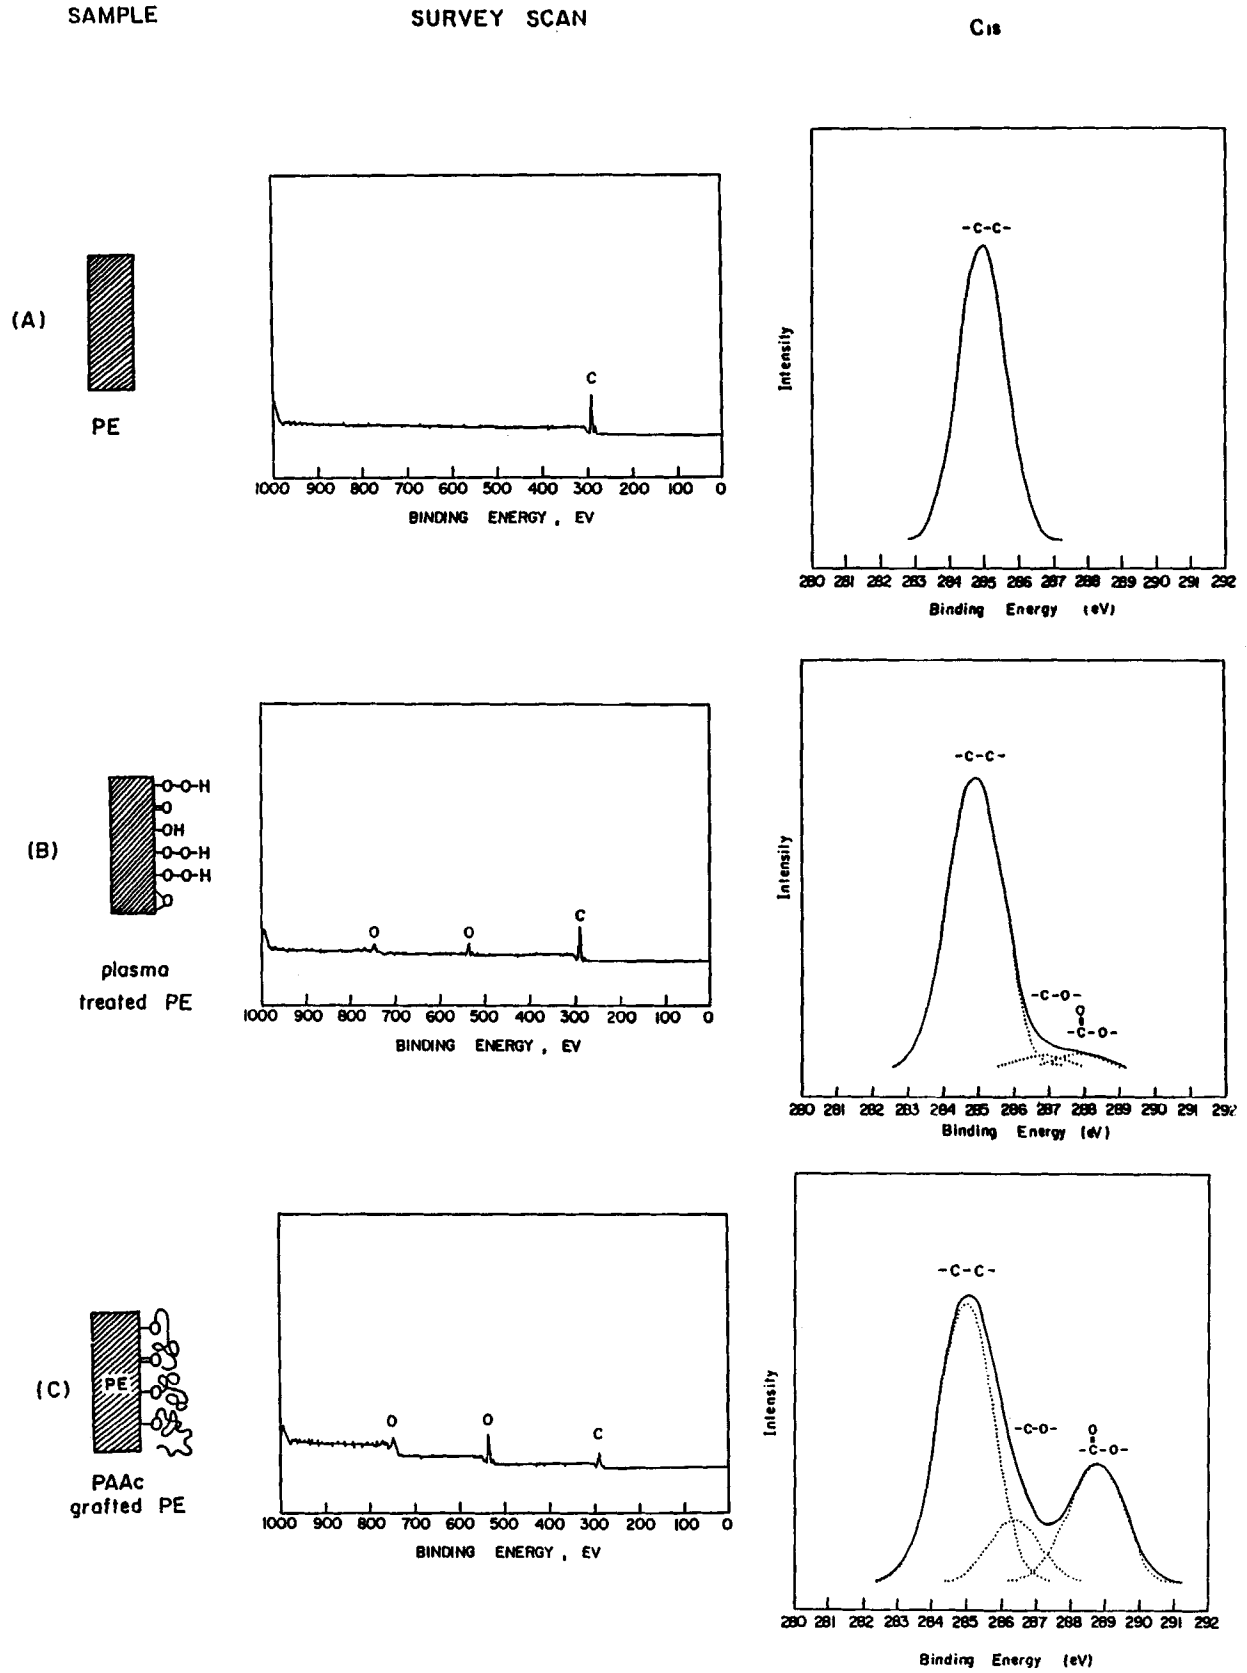 SAMPLE
SURVEY SCAN
C1s
(A)
PE
C
1000 900 800 700 600 500 400 300 200 100 0
BINDING ENERGY , EV
-C-C-
Intensity
280 281 282 283 284 285 286 287 288 289 290 291 292
Binding Energy (eV)
(B)
-O-O-H
=O
-OH
-O-O-H
-O-O-H
O
plasma
treated PE
O O C
1000 900 800 700 600 500 400 300 200 100 0
BINDING ENERGY , EV
-C-C-
-C-O-
O
-C-O-
Intensity
280 281 282 283 284 285 286 287 288 289 290 291 292
Binding Energy (eV)
(C)
PE
PAAc
grafted PE
O O C
1000 900 800 700 600 500 400 300 200 100 0
BINDING ENERGY , EV
-C-C-
-C-O-
O
-C-O-
Intensity
280 281 282 283 284 285 286 287 288 289 290 291 292
Binding Energy (eV)